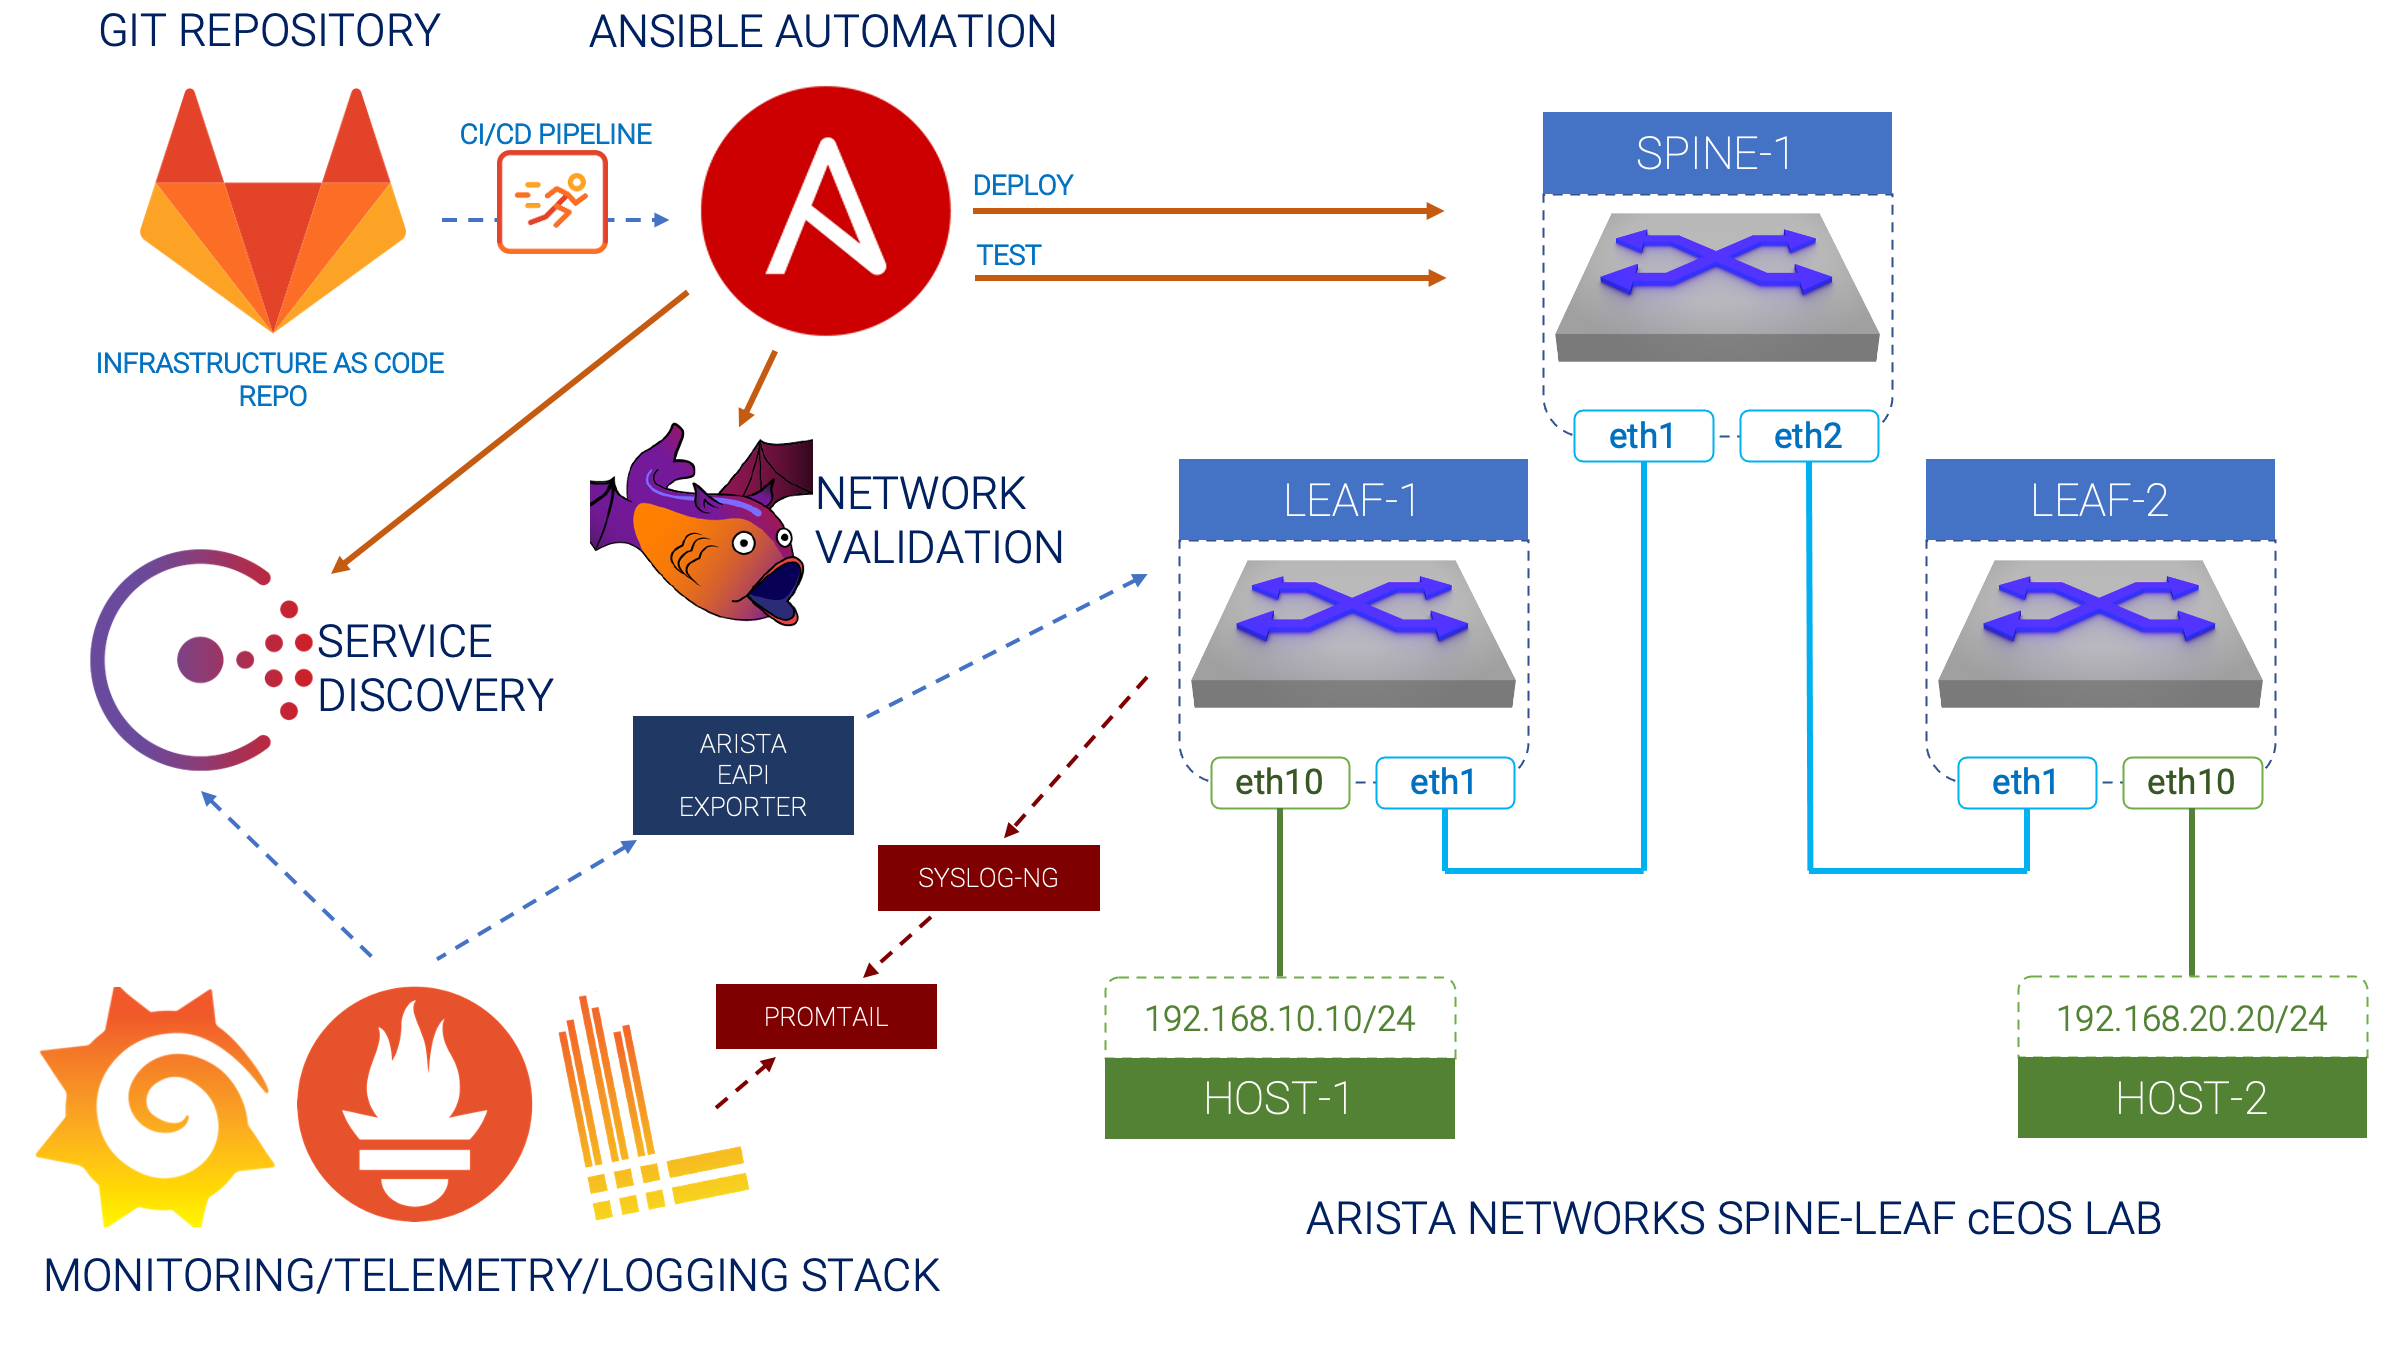 GIT REPOSITORY
ANSIBLE AUTOMATION
CI/CD PIPELINE
INFRASTRUCTURE AS CODE
REPO
DEPLOY
TEST
NETWORK
VALIDATION
SERVICE
DISCOVERY
ARISTA
EAPI
EXPORTER
SYSLOG-NG
PROMTAIL
MONITORING/TELEMETRY/LOGGING STACK
SPINE-1
eth1
eth2
LEAF-1
eth10
eth1
LEAF-2
eth1
eth10
192.168.10.10/24
HOST-1
192.168.20.20/24
HOST-2
ARISTA NETWORKS SPINE-LEAF cEOS LAB